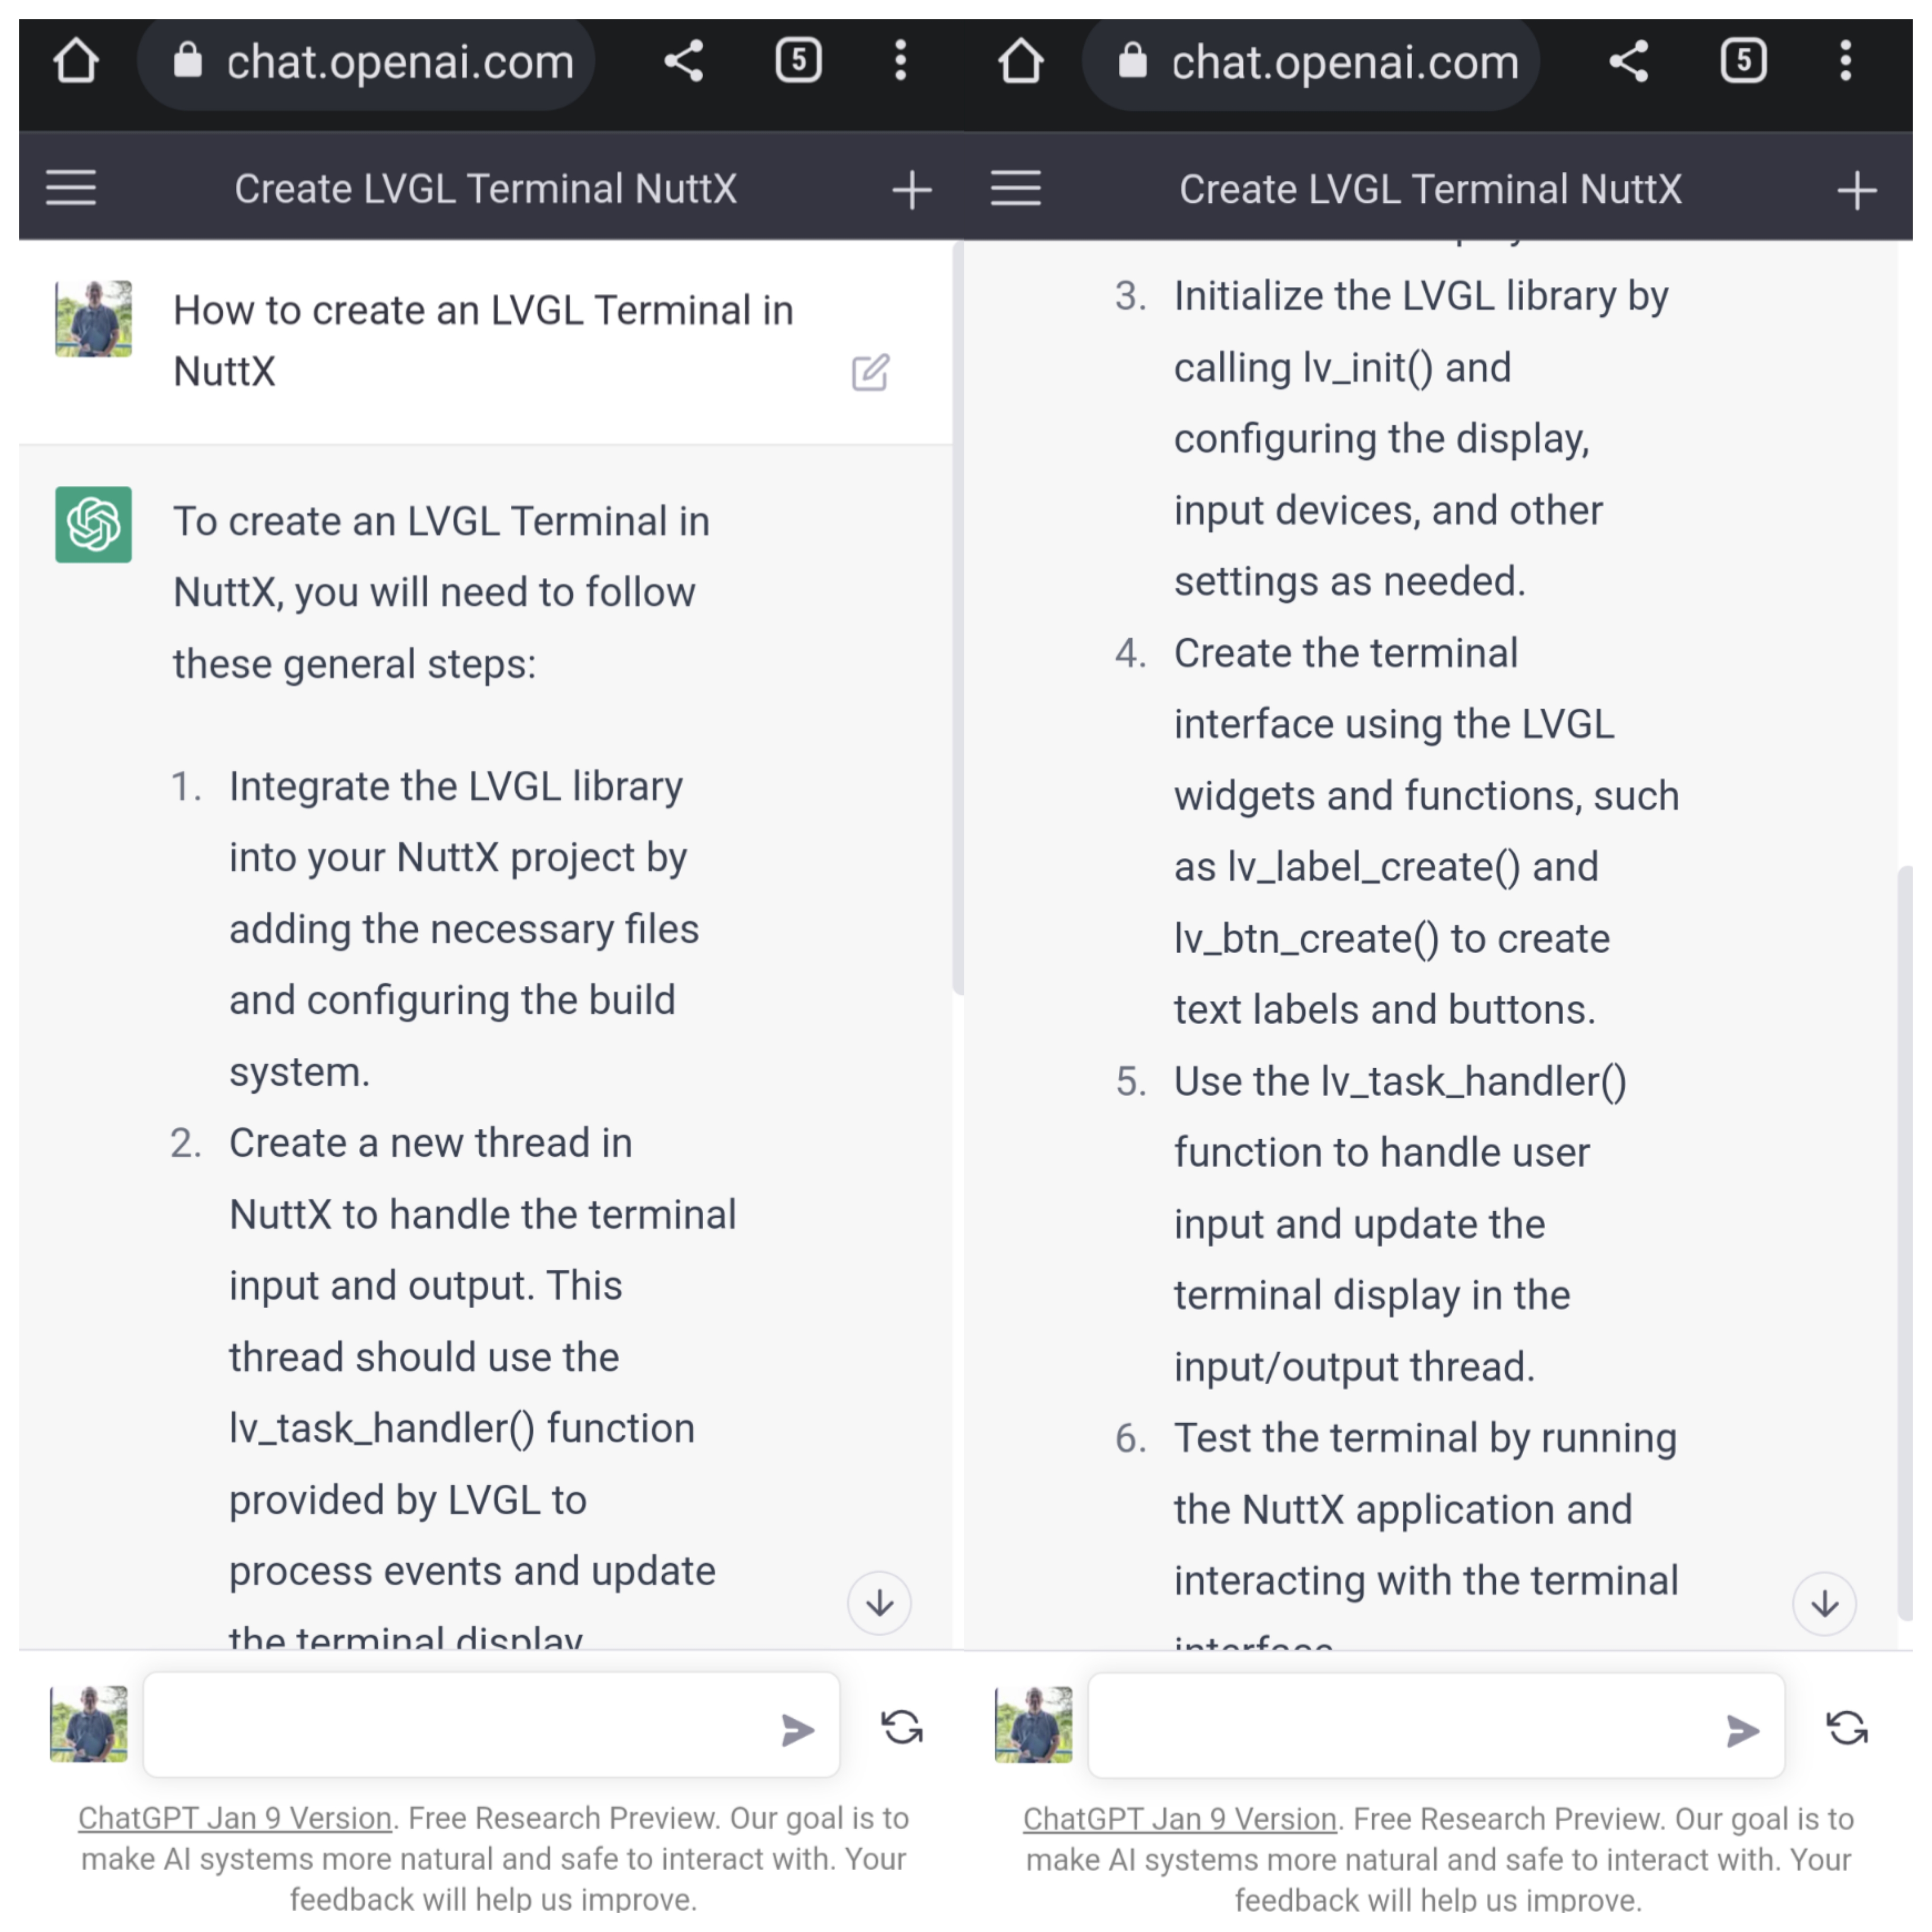 chat.openai.com
5
Create LVGL Terminal NuttX
How to create an LVGL Terminal in
NuttX
To create an LVGL Terminal in
NuttX, you will need to follow
these general steps:
1. Integrate the LVGL library
into your NuttX project by
adding the necessary files
and configuring the build
system.
2. Create a new thread in
NuttX to handle the terminal
input and output. This
thread should use the
lv_task_handler() function
provided by LVGL to
process events and update
the terminal display
ChatGPT Jan 9 Version. Free Research Preview. Our goal is to
make AI systems more natural and safe to interact with. Your
feedback will help us improve.
chat.openai.com
5
Create LVGL Terminal NuttX
3. Initialize the LVGL library by
calling lv_init() and
configuring the display,
input devices, and other
settings as needed.
4. Create the terminal
interface using the LVGL
widgets and functions, such
as lv_label_create() and
lv_btn_create() to create
text labels and buttons.
5. Use the lv_task_handler()
function to handle user
input and update the
terminal display in the
input/output thread.
6. Test the terminal by running
the NuttX application and
interacting with the terminal
interface
ChatGPT Jan 9 Version. Free Research Preview. Our goal is to
make AI systems more natural and safe to interact with. Your
feedback will help us improve.